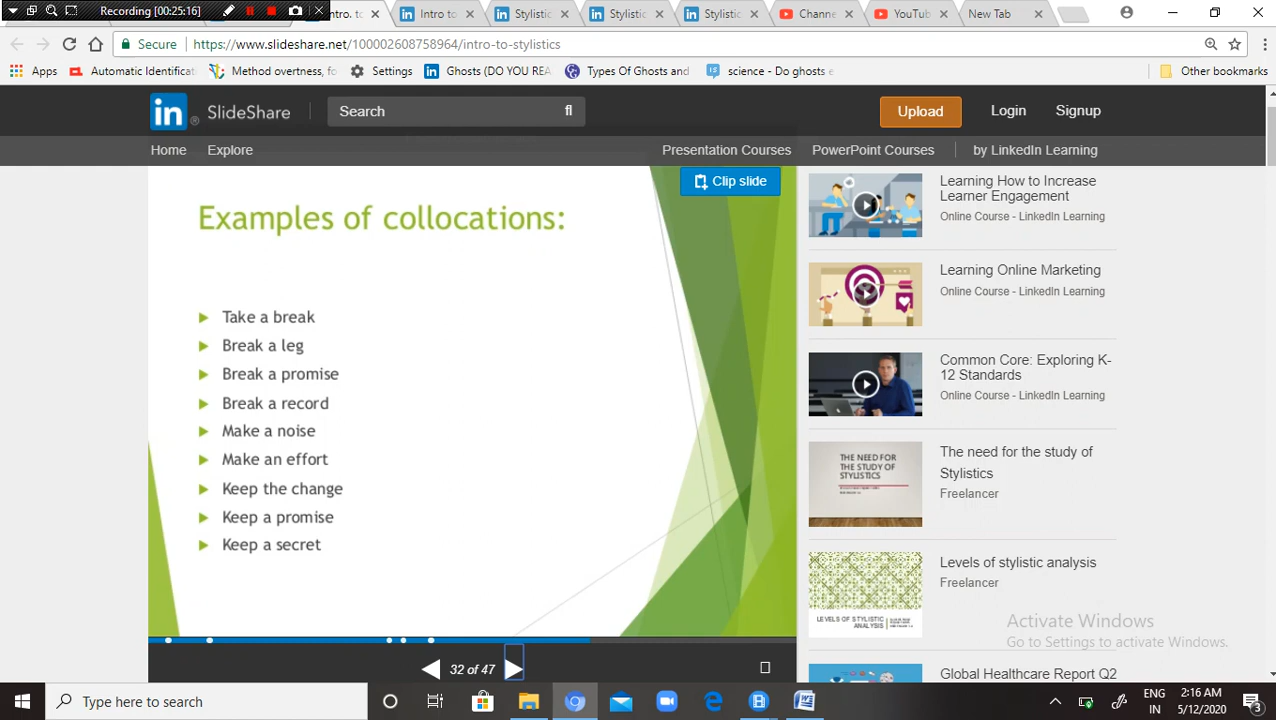 Recording [00:25:16]
Intro. to
Intro to
Stylistic
Stylistic
Stylistic
Channe
YouTub
New Tab
Secure
https://www.slideshare.net/100002608758964/intro-to-stylistics
Apps
Automatic Identificat
Method overtness, fo
Settings
Ghosts (DO YOU REA
Types Of Ghosts and
science - Do ghosts e
Other bookmarks
in SlideShare
Search
Upload
Login
Signup
Home
Explore
Presentation Courses
PowerPoint Courses
by LinkedIn Learning
Clip slide
Examples of collocations:
Take a break
Break a leg
Break a promise
Break a record
Make a noise
Make an effort
Keep the change
Keep a promise
Keep a secret
32 of 47
Learning How to Increase
Learner Engagement
Online Course - LinkedIn Learning
Learning Online Marketing
Online Course - LinkedIn Learning
Common Core: Exploring K-
12 Standards
Online Course - LinkedIn Learning
THE NEED FOR
THE STUDY OF
STYLISTICS
The need for the study of
Stylistics
Freelancer
LEVELS OF STYLISTIC
ANALYSIS
Levels of stylistic analysis
Freelancer
Global Healthcare Report Q2
Activate Windows
Go to Settings to activate Windows.
Type here to search
ENG
IN
2:16 AM
5/12/2020
3